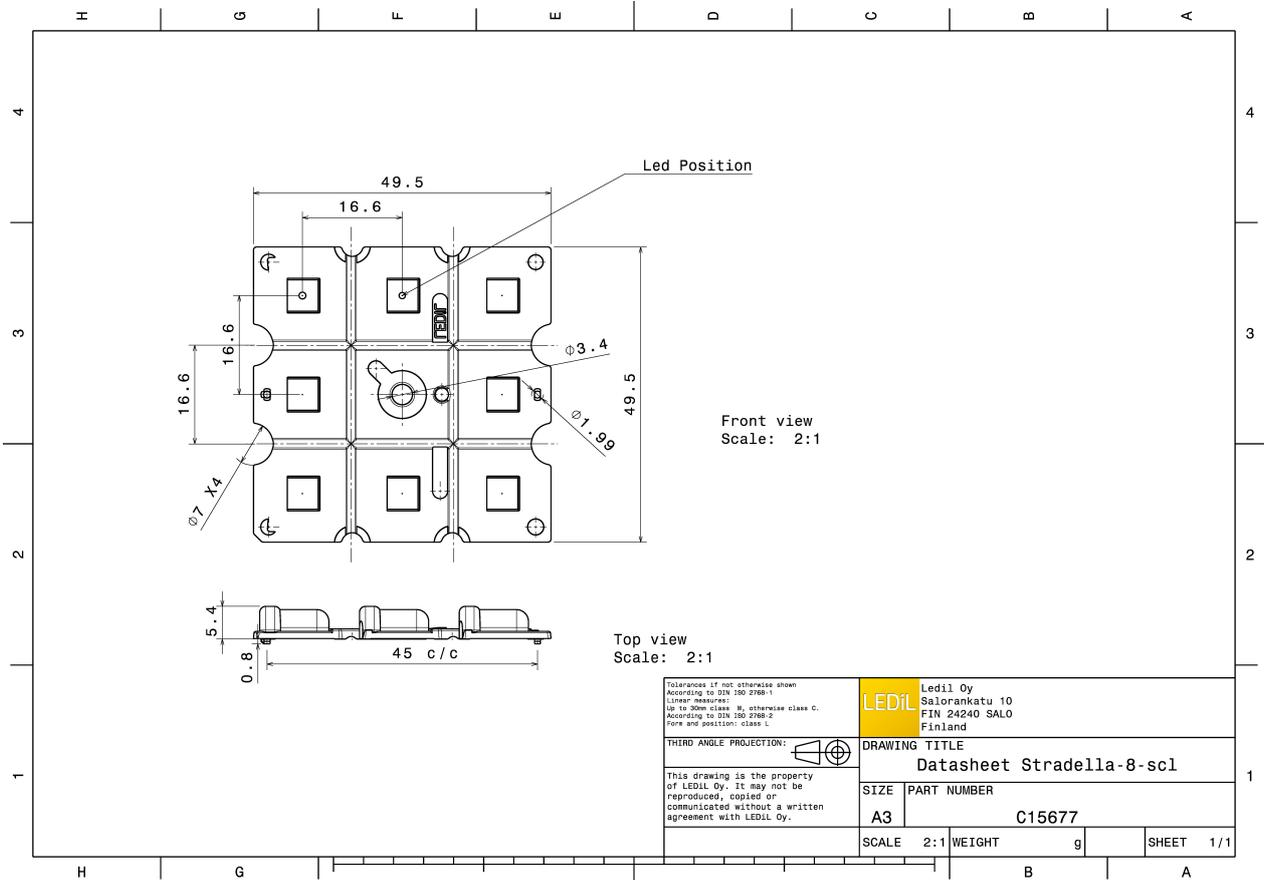 H G F E D C B A
4 4
Led Position
49.5
16.6
LEDiL
3 3
16.6
16.6
Ø3.4
49.5
Ø1.99
Front view
Scale: 2:1
Ø7 X4
2 2
5.4
0.8
45 c/c
Top view
Scale: 2:1
Tolerances if not otherwise shown
According to DIN ISO 2768-1
Linear measures:
Up to 30mm class M, otherwise class C.
According to DIN ISO 2768-2
Form and position: class L
LEDiL
Ledil Oy
Salorankatu 10
FIN 24240 SALO
Finland
THIRD ANGLE PROJECTION:
DRAWING TITLE
Datasheet Stradella-8-scl
This drawing is the property
of LEDiL Oy. It may not be
reproduced, copied or
communicated without a written
agreement with LEDiL Oy.
SIZE PART NUMBER
A3 C15677
SCALE 2:1 WEIGHT g SHEET 1/1
1 1
H G B A